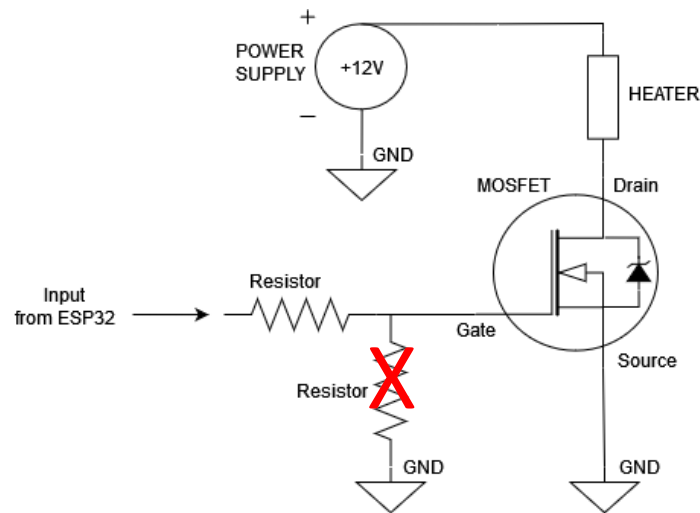 +
POWER
SUPPLY
+12V
−
GND
HEATER
MOSFET
Drain
Resistor
Input
from ESP32
Gate
Source
Resistor
GND
GND